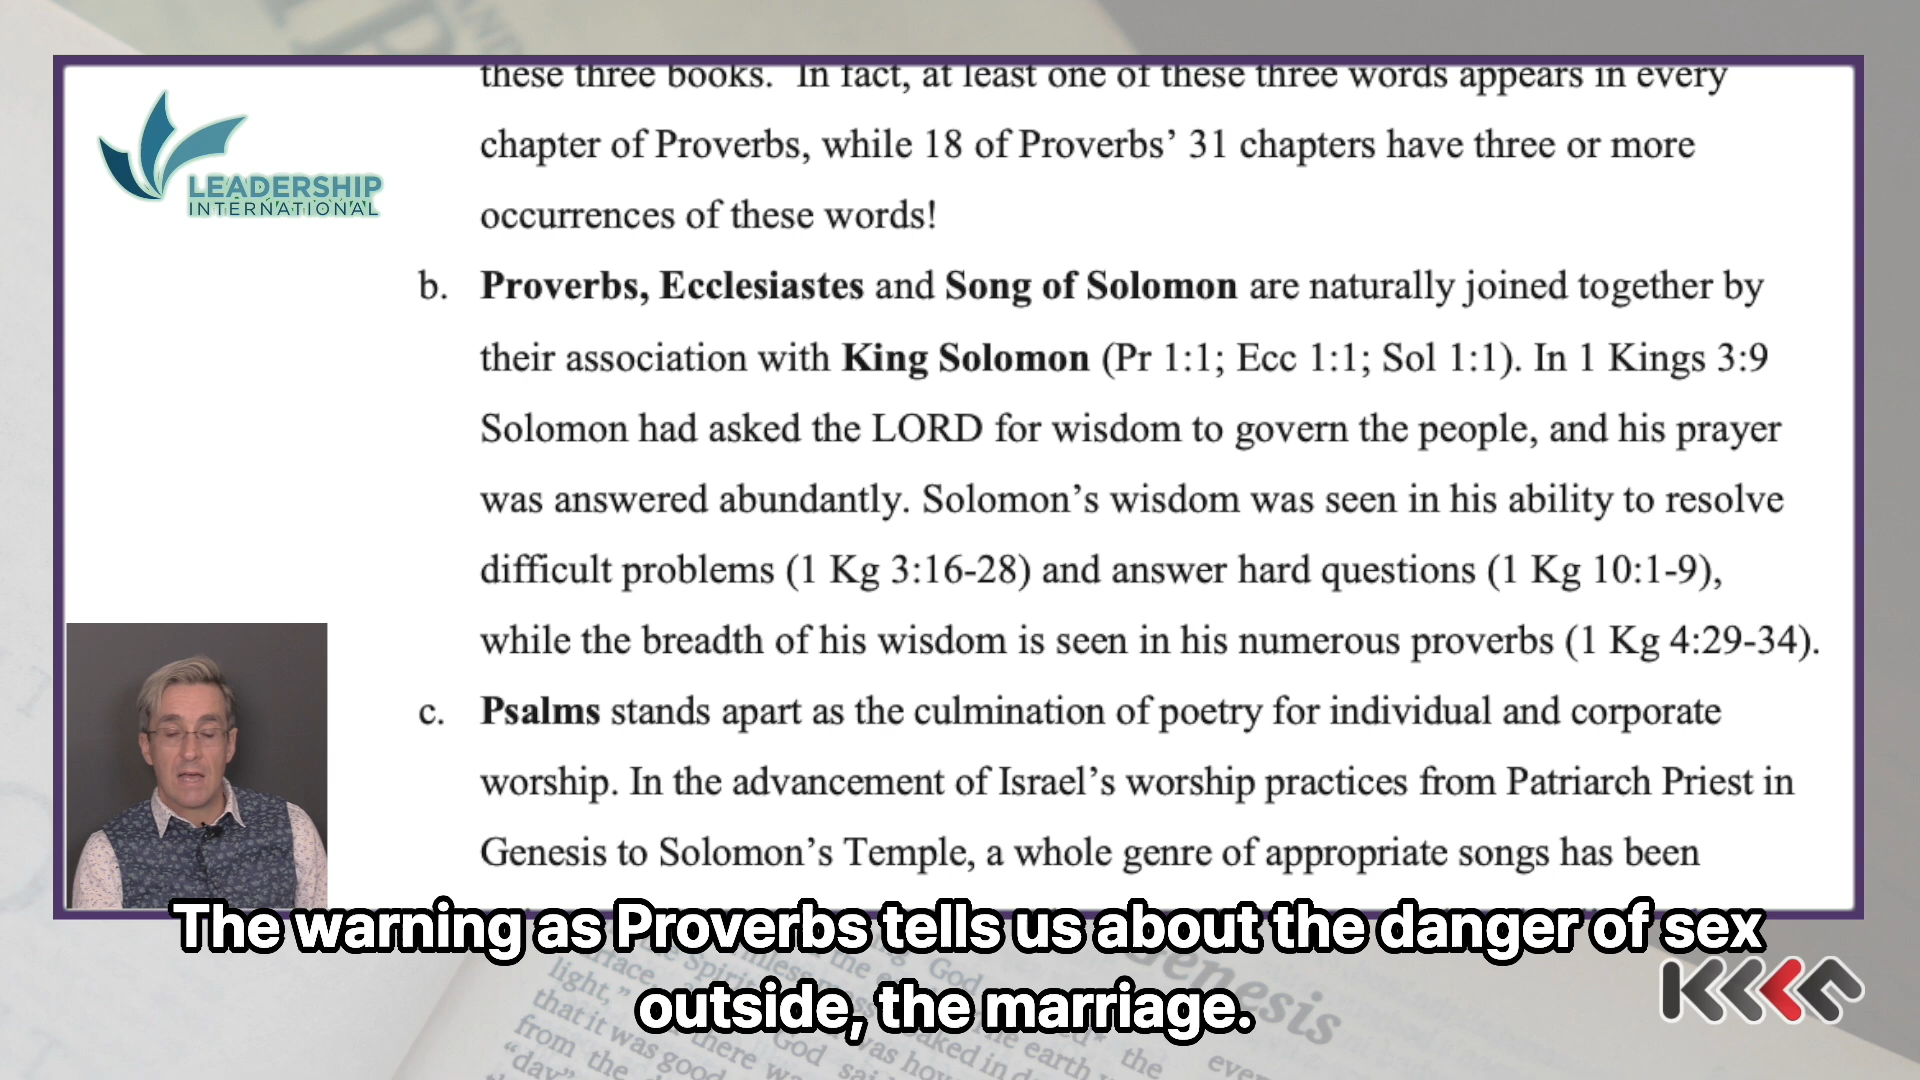 LEADERSHIP
INTERNATIONAL
these three books. In fact, at least one of these three words appears in every
chapter of Proverbs, while 18 of Proverbs’ 31 chapters have three or more
occurrences of these words!
b. Proverbs, Ecclesiastes and Song of Solomon are naturally joined together by
their association with King Solomon (Pr 1:1; Ecc 1:1; Sol 1:1). In 1 Kings 3:9
Solomon had asked the LORD for wisdom to govern the people, and his prayer
was answered abundantly. Solomon’s wisdom was seen in his ability to resolve
difficult problems (1 Kg 3:16-28) and answer hard questions (1 Kg 10:1-9),
while the breadth of his wisdom is seen in his numerous proverbs (1 Kg 4:29-34).
c. Psalms stands apart as the culmination of poetry for individual and corporate
worship. In the advancement of Israel’s worship practices from Patriarch Priest in
Genesis to Solomon’s Temple, a whole genre of appropriate songs has been
The warning as Proverbs tells us about the danger of sex
outside, the marriage.
Genesis
light,”
that it was good
from the
“day”